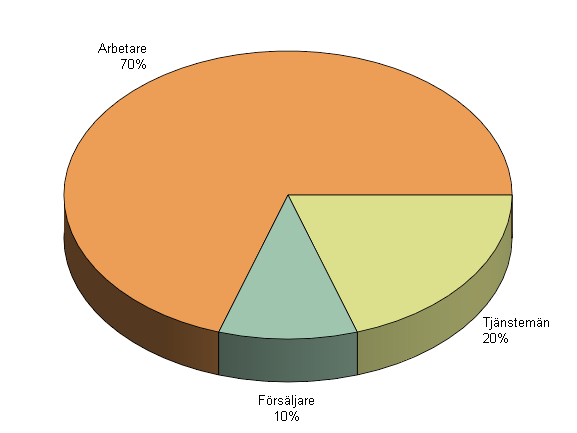 Arbetare
70%
Tjänstemän
20%
Försäljare
10%